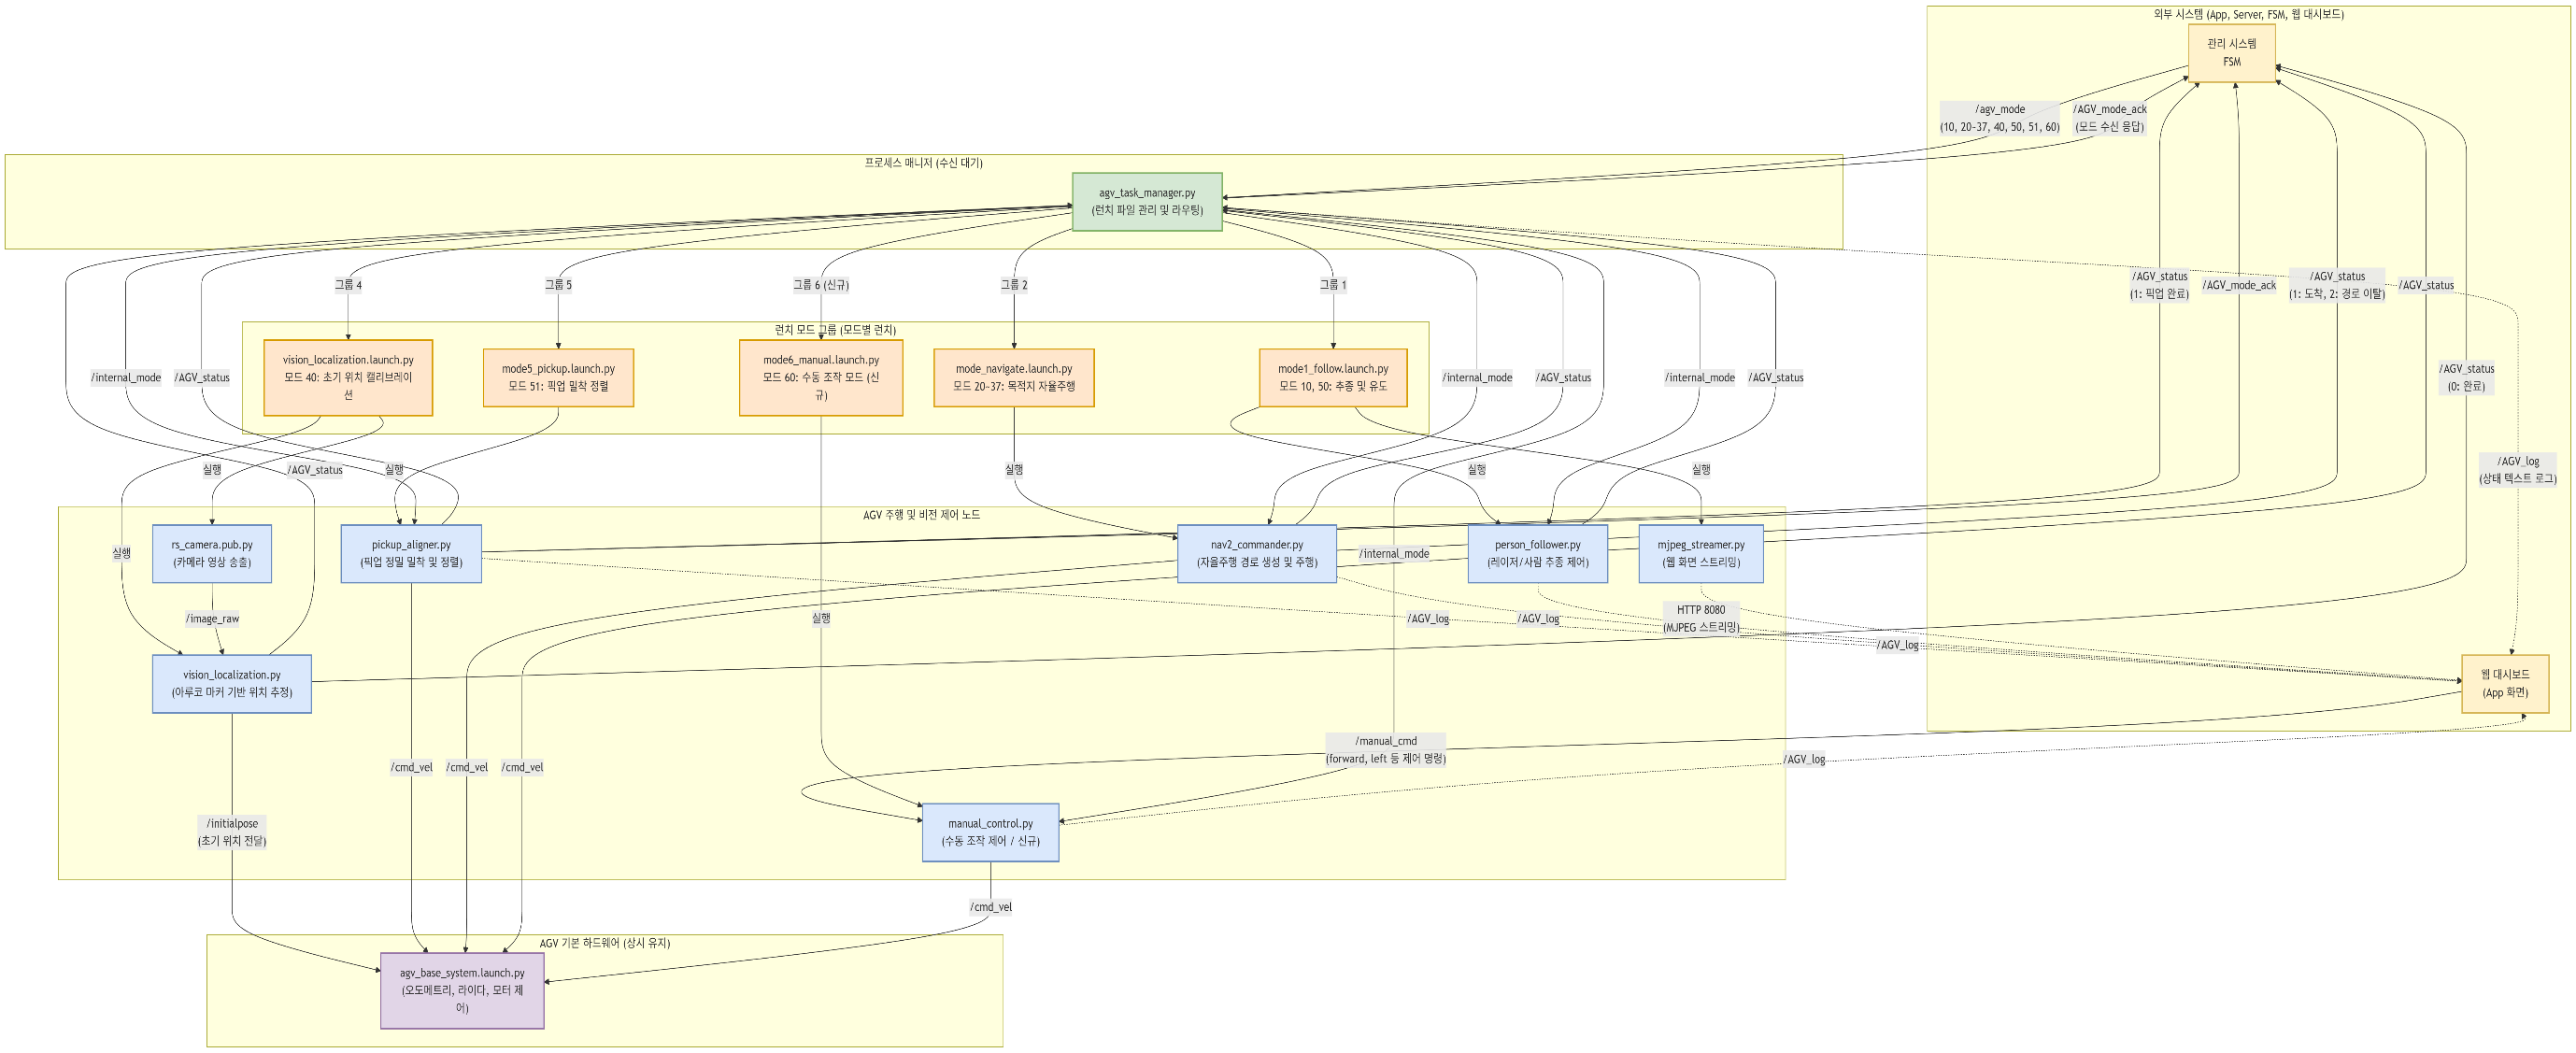 외부 시스템 (App, Server, FSM, 웹 대시보드)
관리 시스템
FSM
/agv_mode
(10, 20-37, 40, 50, 51, 60)
/AGV_mode_ack
(모드 수신 응답)
프로세스 매니저 (수신 대기)
agv_task_manager.py
(런치 파일 관리 및 라우팅)
그룹 4
그룹 5
그룹 6 (신규)
그룹 2
그룹 1
/AGV_status
(1: 픽업 완료)
/AGV_mode_ack
/AGV_status
(1: 도착, 2: 경로 이탈)
/AGV_status
런치 모드 그룹 (모드별 런치)
vision_localization.launch.py
모드 40: 초기 위치 캘리브레이
션
mode5_pickup.launch.py
모드 51: 픽업 밀착 정렬
mode6_manual.launch.py
모드 60: 수동 조작 모드 (신
규)
mode_navigate.launch.py
모드 20-37: 목적지 자율주행
mode1_follow.launch.py
모드 10, 50: 추종 및 유도
/internal_mode
/AGV_status
/internal_mode
/AGV_status
/internal_mode
/AGV_status
/AGV_status
(0: 완료)
실행
/AGV_status
실행
실행
실행
실행
/AGV_log
(상태 텍스트 로그)
AGV 주행 및 비전 제어 노드
실행
rs_camera.pub.py
(카메라 영상 송출)
pickup_aligner.py
(픽업 정밀 밀착 및 정렬)
nav2_commander.py
(자율주행 경로 생성 및 주행)
/internal_mode
person_follower.py
(레이저/사람 추종 제어)
mjpeg_streamer.py
(웹 화면 스트리밍)
/image_raw
실행
/AGV_log
/AGV_log
HTTP 8080
(MJPEG 스트리밍)
/AGV_log
vision_localization.py
(아루코 마커 기반 위치 추정)
웹 대시보드
(App 화면)
/cmd_vel
/cmd_vel
/cmd_vel
/manual_cmd
(forward, left 등 제어 명령)
/AGV_log
/initialpose
(초기 위치 전달)
manual_control.py
(수동 조작 제어 / 신규)
/cmd_vel
AGV 기본 하드웨어 (상시 유지)
agv_base_system.launch.py
(오도메트리, 라이다, 모터 제
어)